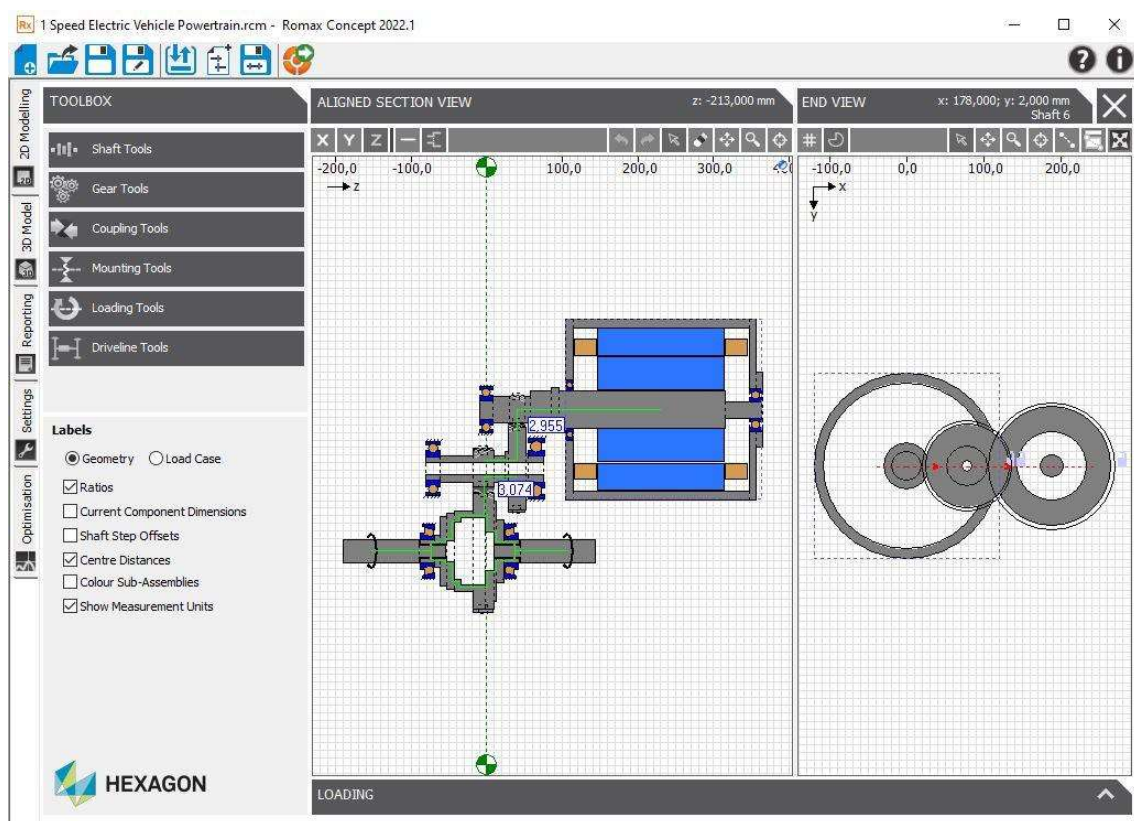 Rx 1 Speed Electric Vehicle Powertrain.rcm - Romax Concept 2022.1
2D Modelling
2D
3D Model
3D
Reporting
Settings
Optimisation
TOOLBOX
Shaft Tools
Gear Tools
Coupling Tools
Mounting Tools
Loading Tools
Driveline Tools
Labels
Geometry Load Case
Ratios
Current Component Dimensions
Shaft Step Offsets
Centre Distances
Colour Sub-Assemblies
Show Measurement Units
HEXAGON
ALIGNED SECTION VIEW z: -213,000 mm
X Y Z
-200,0 -100,0 100,0 200,0 300,0
z
2,955
3,074
END VIEW x: 178,000; y: 2,000 mm
Shaft 6
#
-100,0 0,0 100,0 200,0
x
y
LOADING